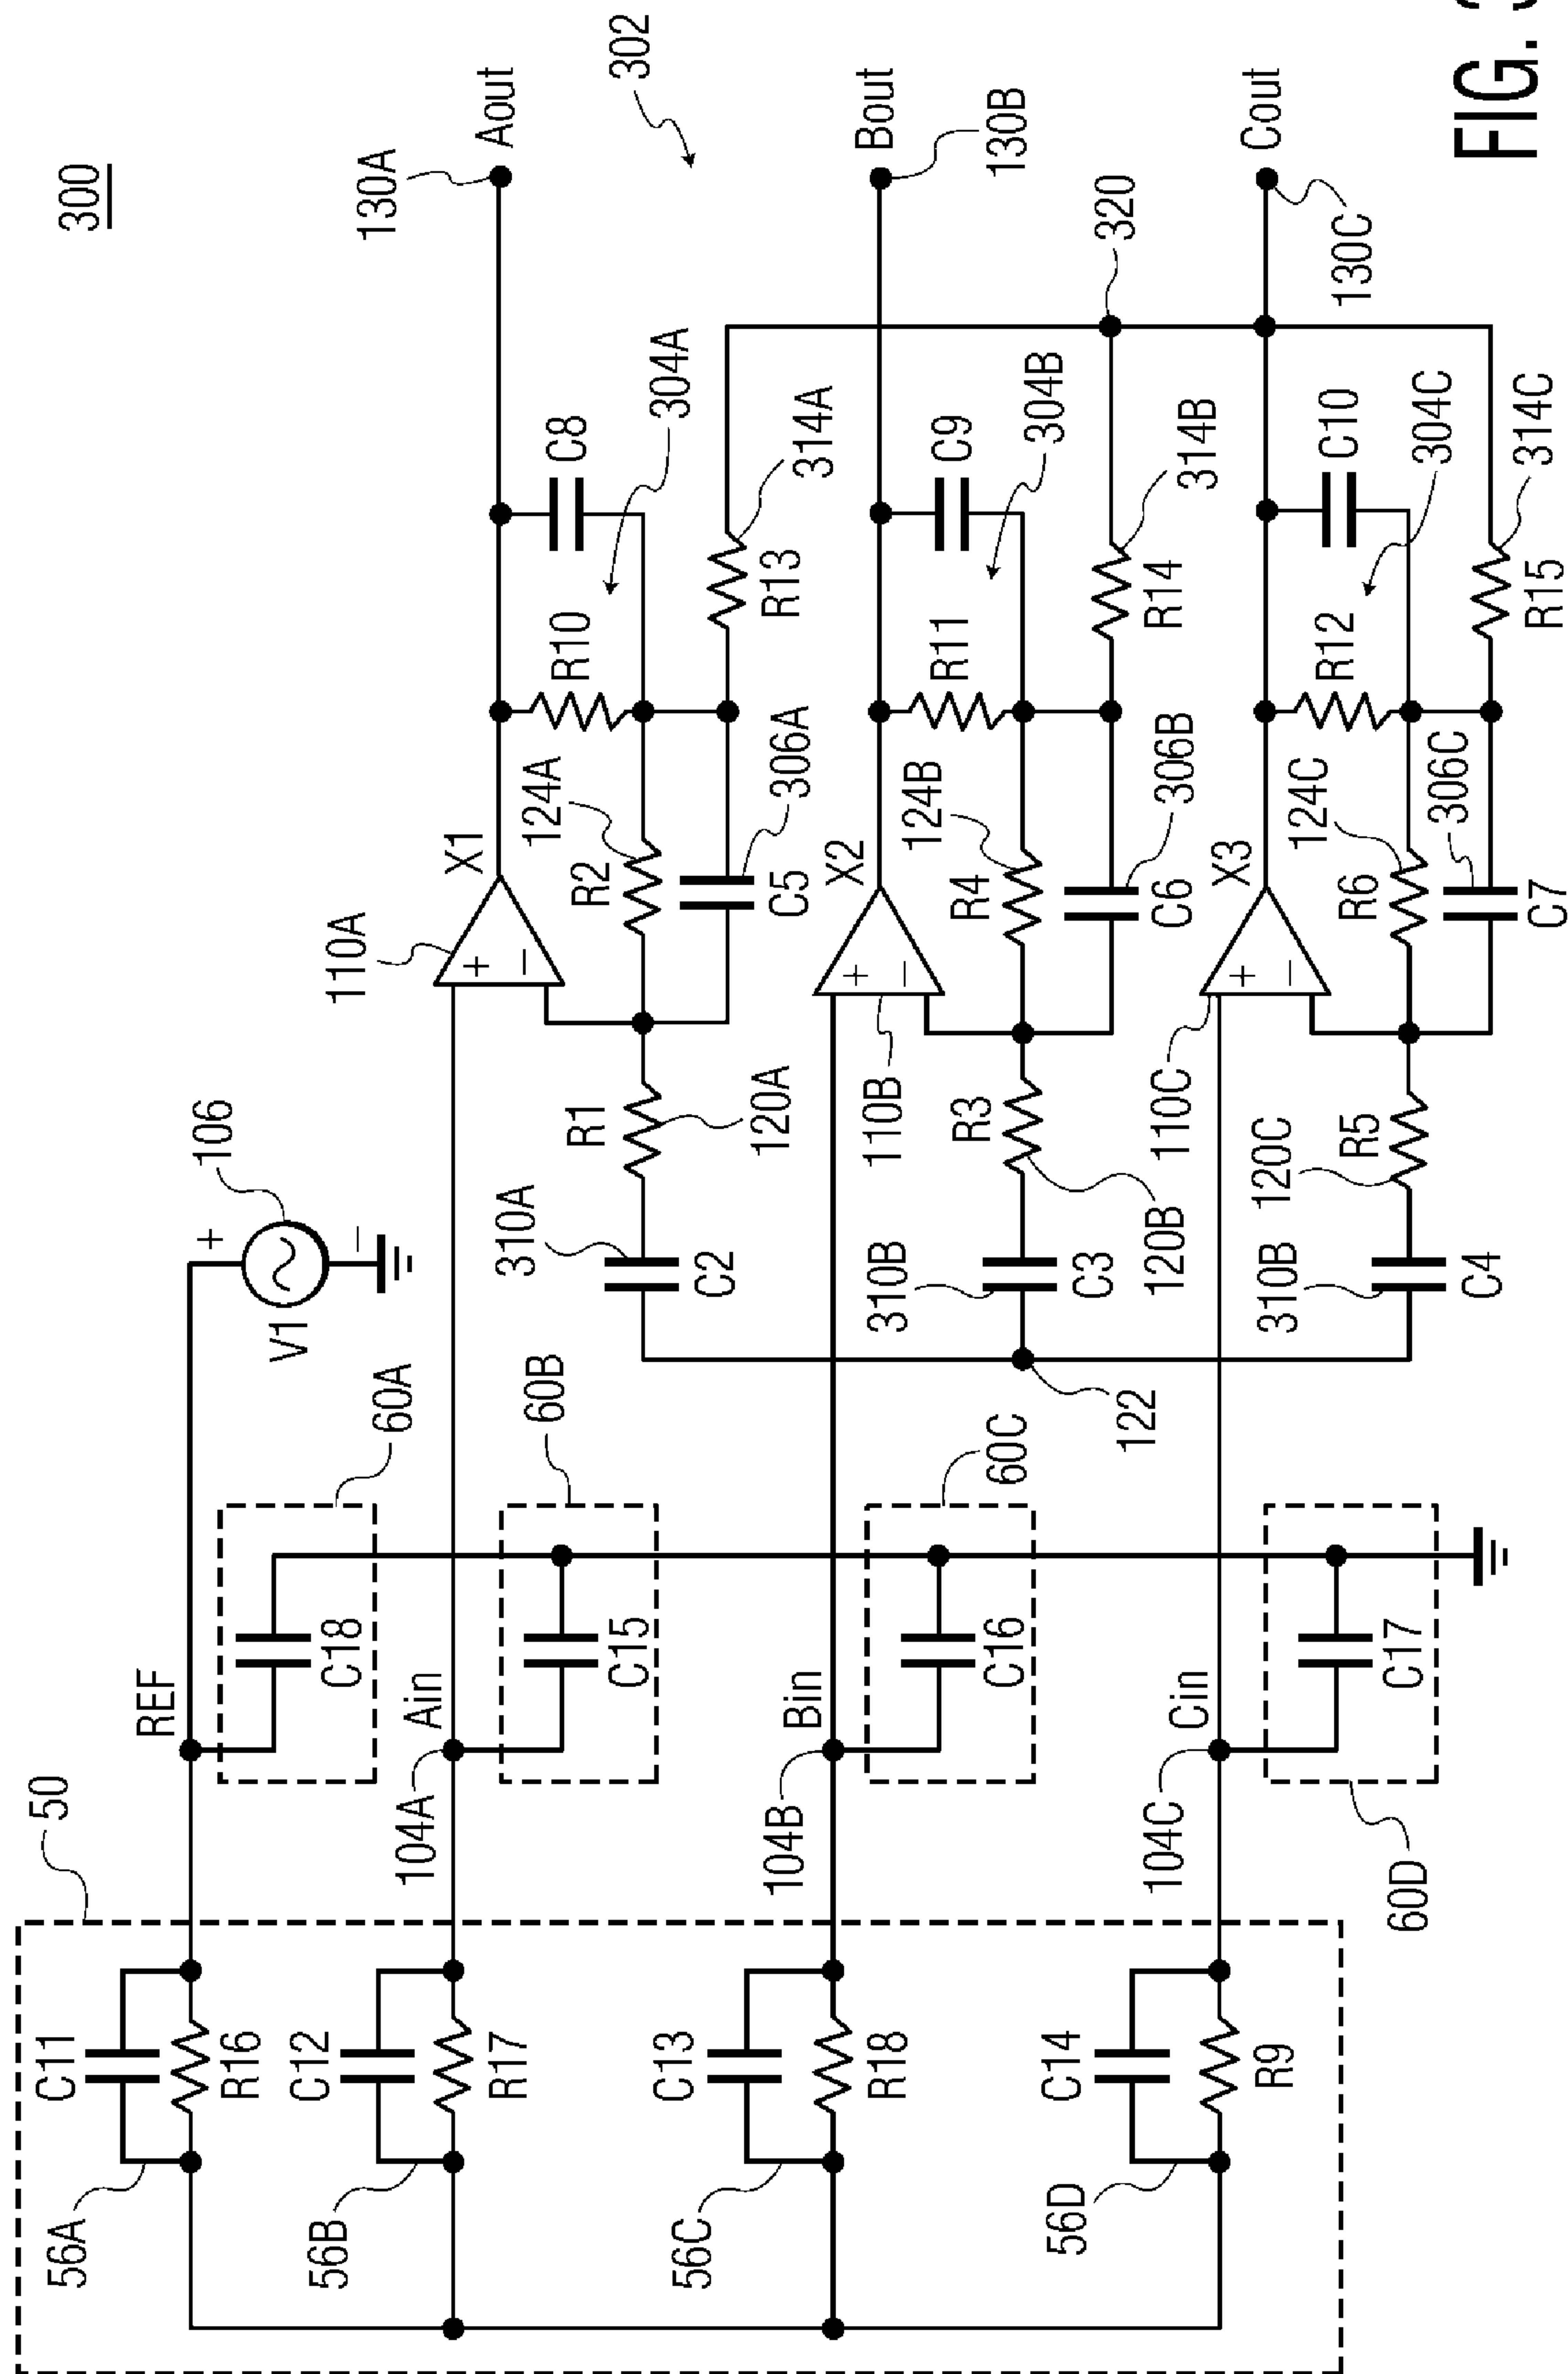 300
302
50
REF
V1
+
−
106
C11
R16
56A
C18
60A
C12
R17
56B
104A
Ain
C15
60B
110A
+
−
X1
Aout
130A
R1
120A
C2
310A
R2
124A
C5
306A
R10
C8
304A
R13
314A
C13
R18
56C
104B
Bin
C16
60C
110B
+
−
X2
Bout
130B
R3
120B
C3
310B
122
R4
124B
C6
306B
R11
C9
304B
R14
314B
320
C14
R9
56D
104C
Cin
C17
60D
110C
+
−
X3
Cout
130C
R5
120C
C4
310B
R6
124C
C7
306C
R12
C10
304C
R15
314C
FIG.